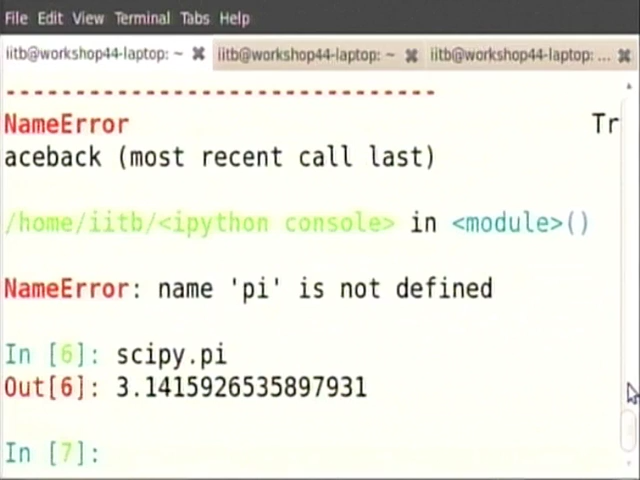 File Edit View Terminal Tabs Help
iitb@workshop44-laptop: ~ iitb@workshop44-laptop: ~ iitb@workshop44-laptop: ...
--------------------------------
NameError Tr
aceback (most recent call last)
/home/iitb/<ipython console> in <module>()
NameError: name 'pi' is not defined
In [6]: scipy.pi
Out[6]: 3.1415926535897931
In [7]: